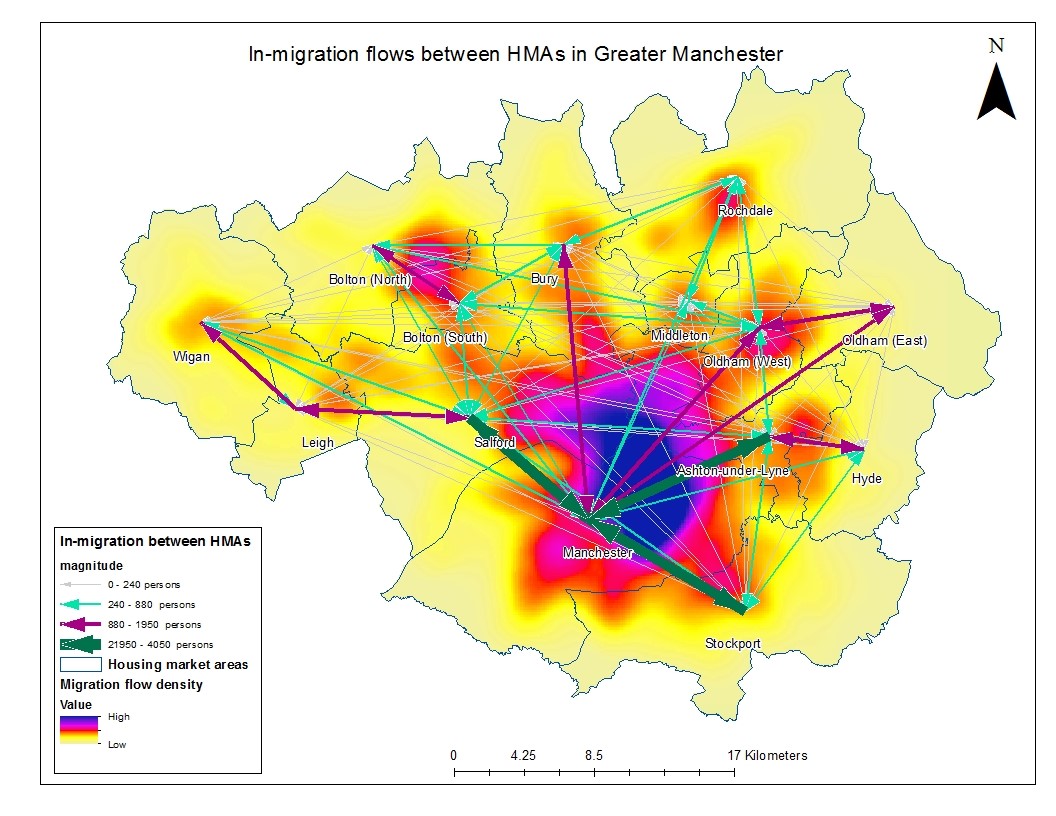 In-migration flows between HMAs in Greater Manchester
N
Rochdale
Bolton (North)
Bury
Bolton (South)
Middleton
Oldham (East)
Wigan
Oldham (West)
Leigh
Salford
Ashton-under-Lyne
Hyde
Manchester
Stockport
In-migration between HMAs
magnitude
0 - 240 persons
240 - 880 persons
880 - 1950 persons
21950 - 4050 persons
Housing market areas
Migration flow density
Value
High
Low
0 4.25 8.5 17 Kilometers